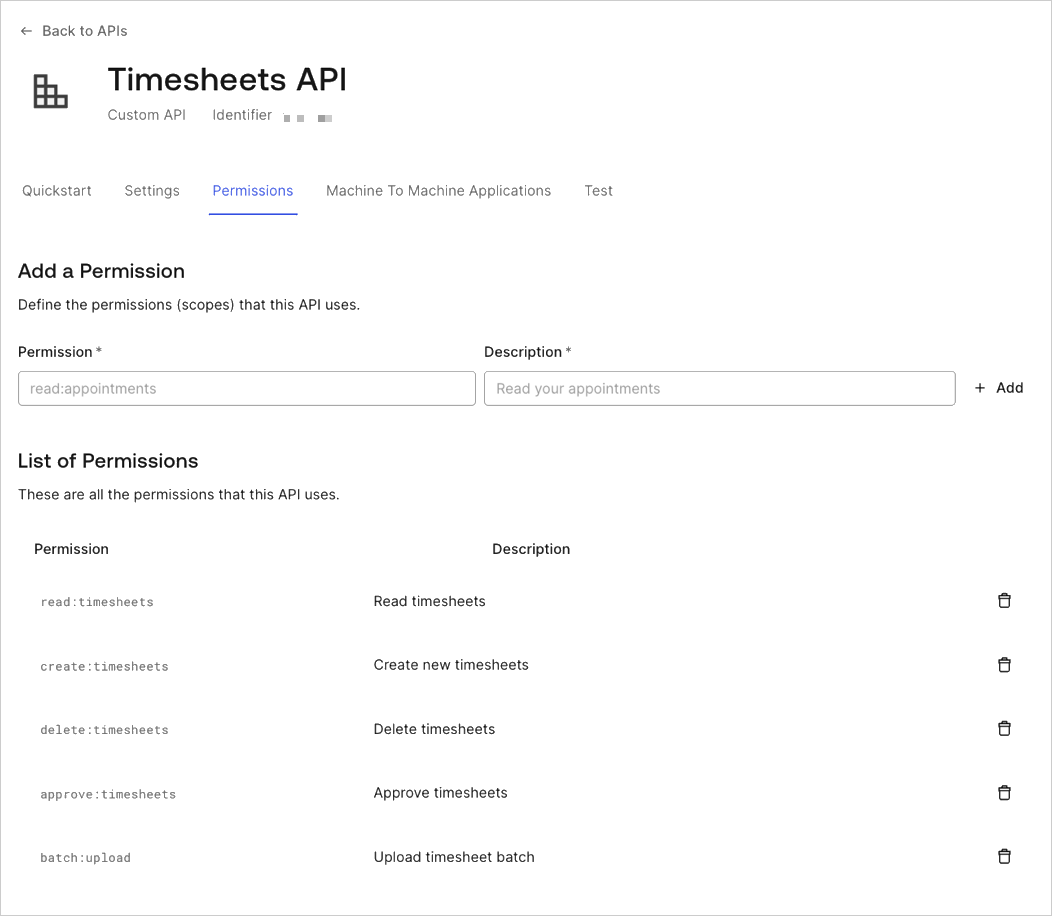 ← Back to APIs
Timesheets API
Custom API Identifier
Quickstart Settings Permissions Machine To Machine Applications Test
Add a Permission
Define the permissions (scopes) that this API uses.
Permission * Description *
read:appointments Read your appointments + Add
List of Permissions
These are all the permissions that this API uses.
Permission Description
read:timesheets Read timesheets
create:timesheets Create new timesheets
delete:timesheets Delete timesheets
approve:timesheets Approve timesheets
batch:upload Upload timesheet batch